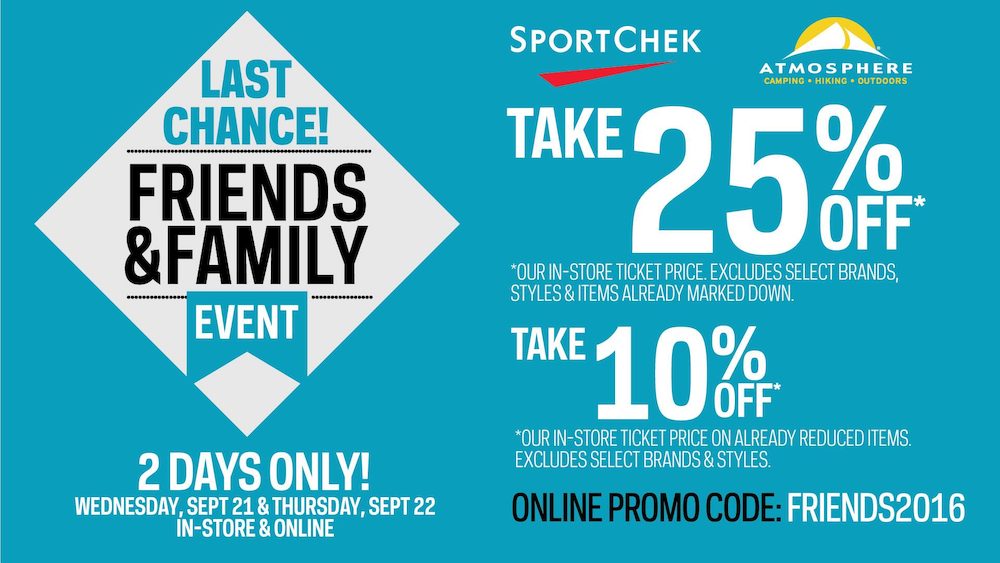 LAST
CHANCE!
FRIENDS
&FAMILY
EVENT
2 DAYS ONLY!
WEDNESDAY, SEPT 21 & THURSDAY, SEPT 22
IN-STORE & ONLINE
SPORTCHEK
ATMOSPHERE
CAMPING • HIKING • OUTDOORS
TAKE 25% OFF*
*OUR IN-STORE TICKET PRICE. EXCLUDES SELECT BRANDS,
STYLES & ITEMS ALREADY MARKED DOWN.
TAKE 10% OFF*
*OUR IN-STORE TICKET PRICE ON ALREADY REDUCED ITEMS.
EXCLUDES SELECT BRANDS & STYLES.
ONLINE PROMO CODE: FRIENDS2016